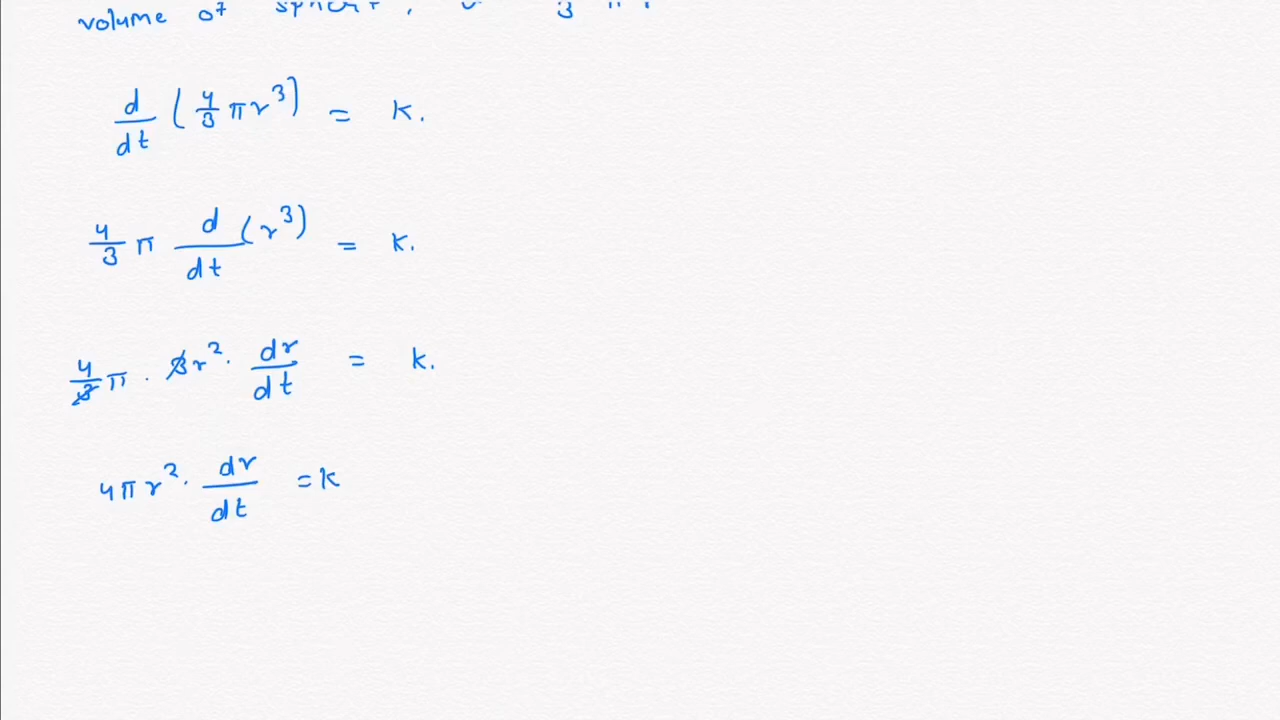 volume of
d/dt (4/3 πr³) = k.
4/3 π d/dt (r³) = k.
4/3 π . 3r² . dr/dt = k.
4πr² . dr/dt = k